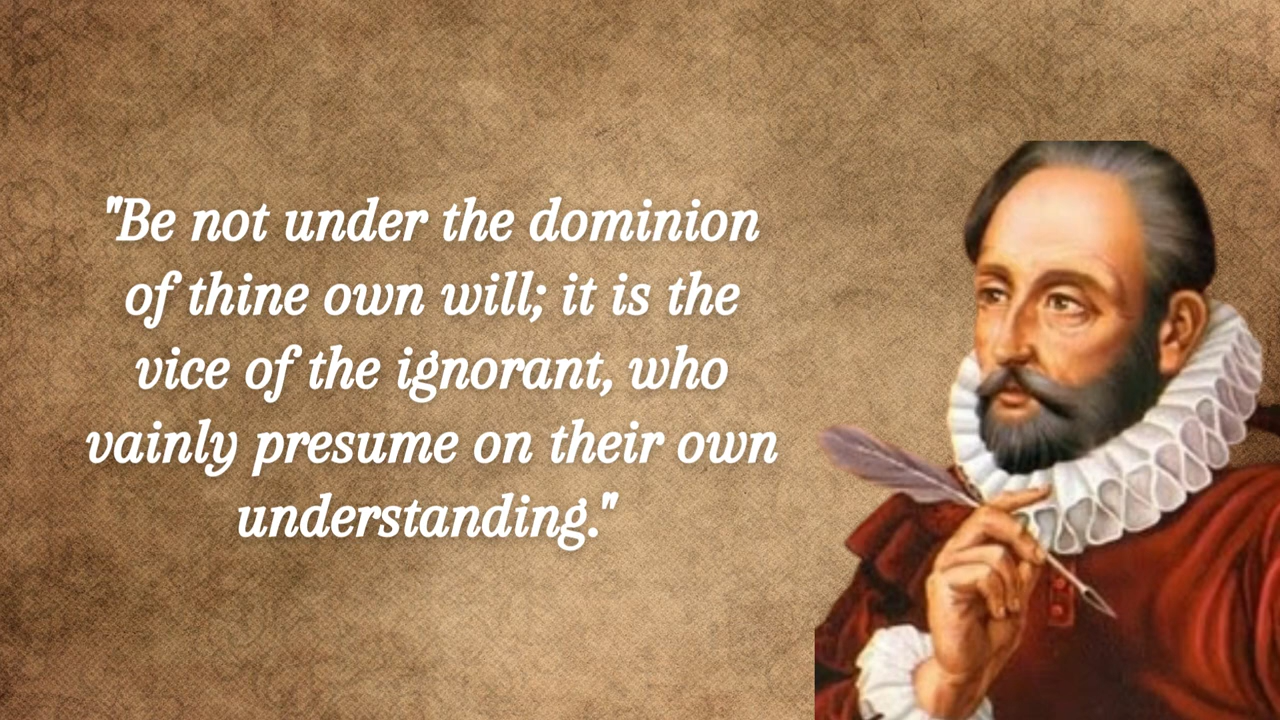 "Be not under the dominion
of thine own will; it is the
vice of the ignorant, who
vainly presume on their own
understanding."